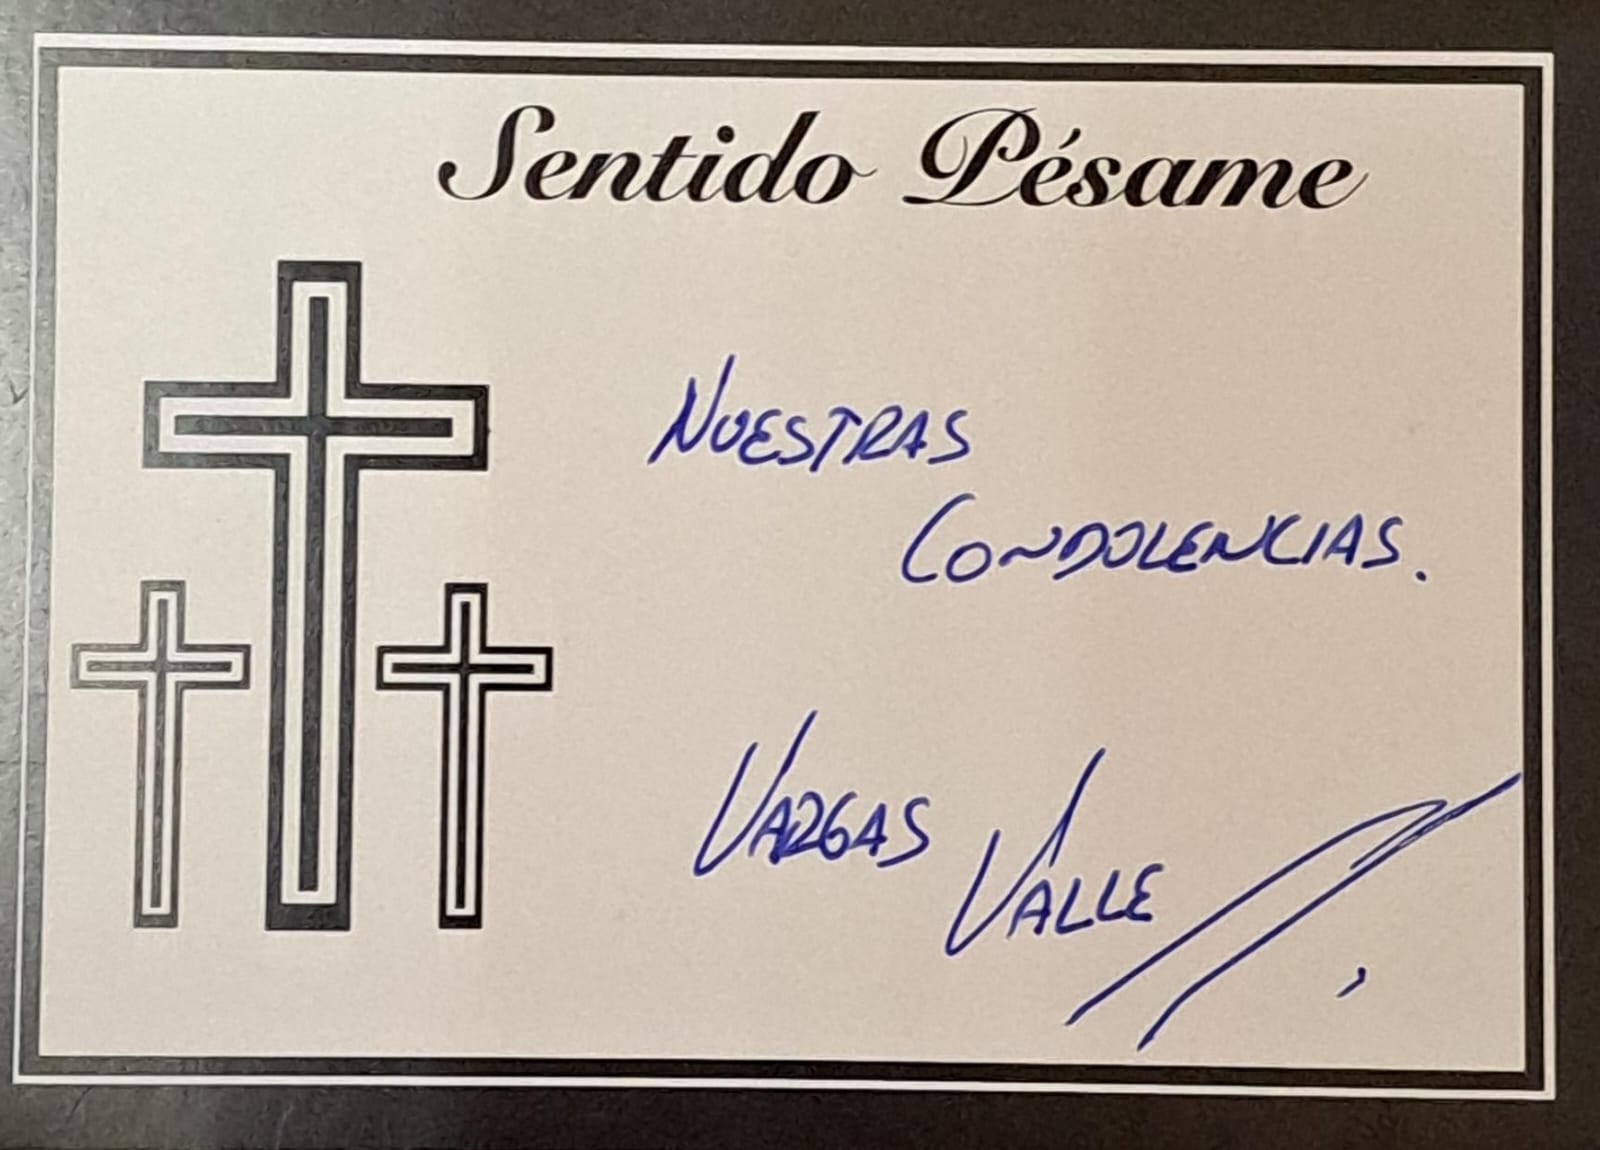 Sentido Pésame
NUESTRAS
CONDOLENCIAS.
VARGAS
VALLE